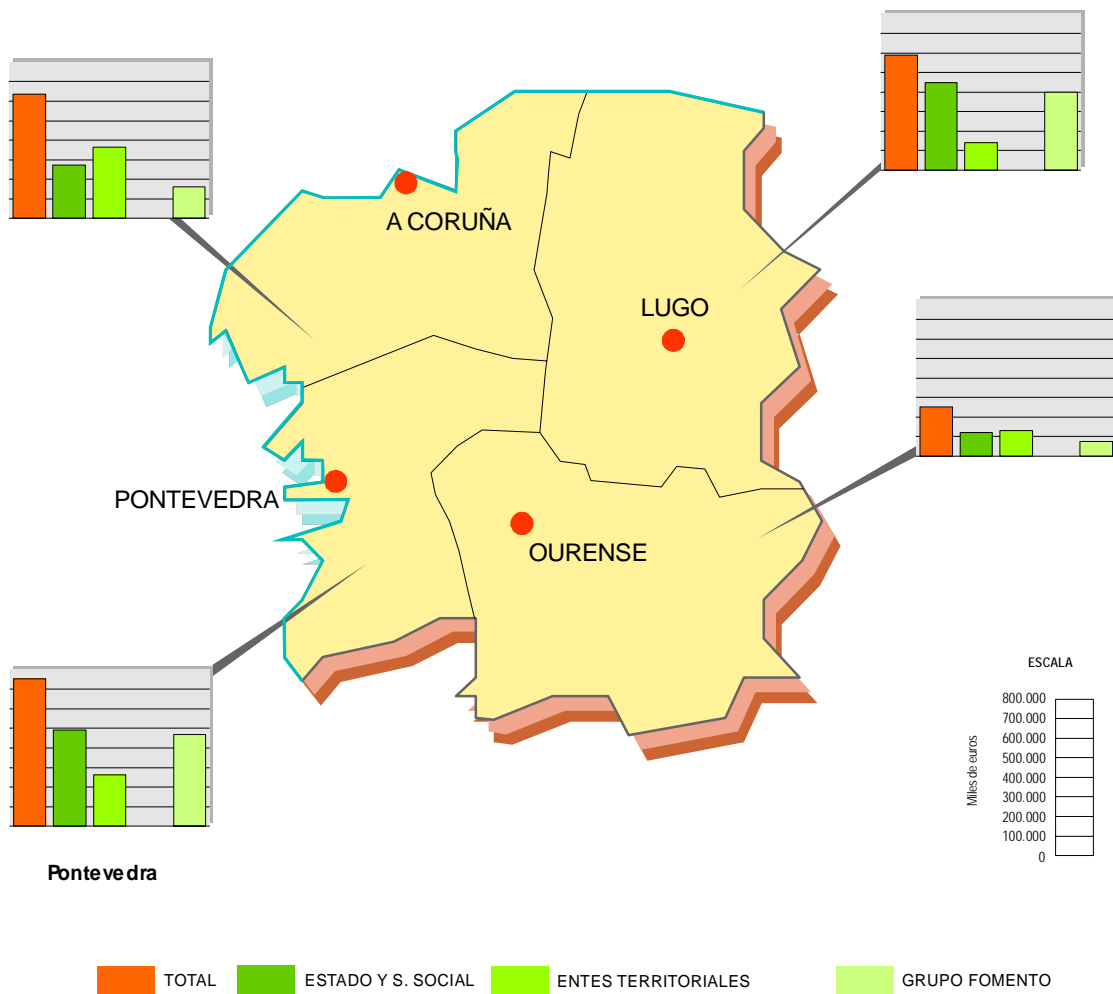 A CORUÑA
LUGO
PONTEVEDRA
OURENSE
ESCALA
Miles de euros
800.000
700.000
600.000
500.000
400.000
300.000
200.000
100.000
0
Pontevedra
TOTAL
ESTADO Y S. SOCIAL
ENTES TERRITORIALES
GRUPO FOMENTO